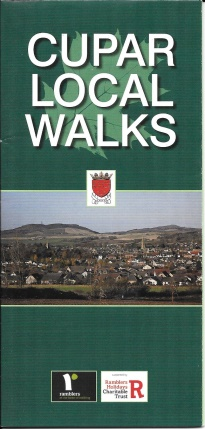 CUPAR
LOCAL
WALKS
ramblers
Ramblers
Holidays
Charitable
Trust
R